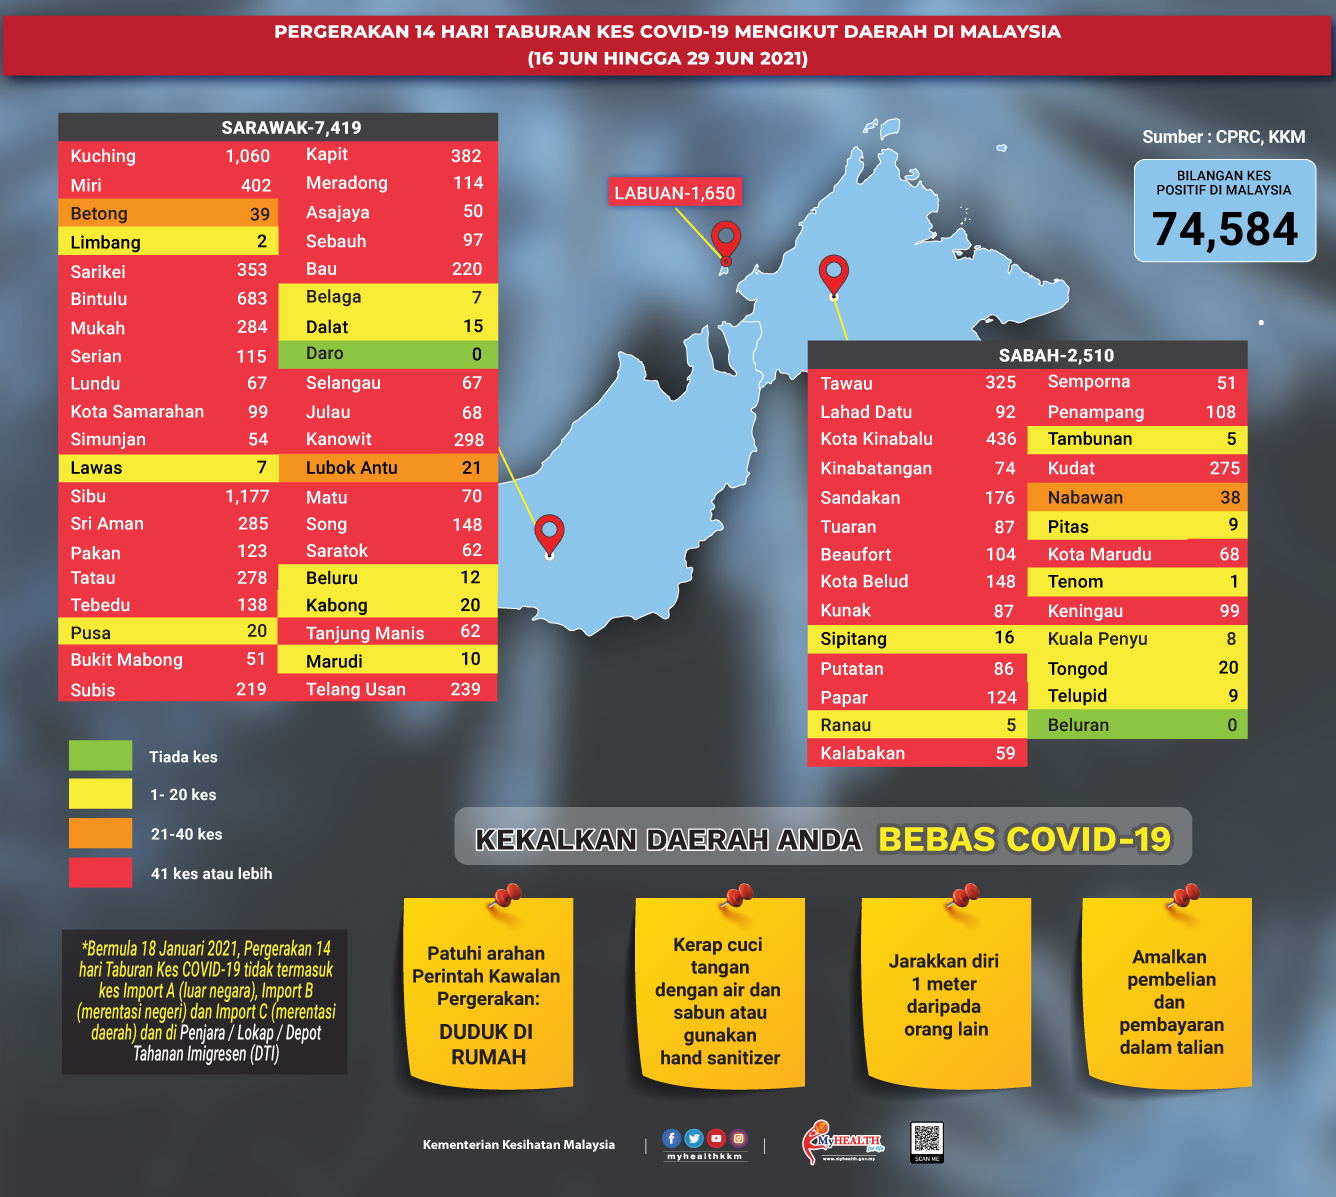 PERGERAKAN 14 HARI TABURAN KES COVID-19 MENGIKUT DAERAH DI MALAYSIA
(16 JUN HINGGA 29 JUN 2021)
Sumber : CPRC, KKM
BILANGAN KES
POSITIF DI MALAYSIA
74,584
LABUAN-1,650
SARAWAK-7,419
Kuching 1,060 Kapit 382
Miri 402 Meradong 114
Betong 39 Asajaya 50
Limbang 2 Sebauh 97
Sarikei 353 Bau 220
Bintulu 683 Belaga 7
Mukah 284 Dalat 15
Serian 115 Daro 0
Lundu 67 Selangau 67
Kota Samarahan 99 Julau 68
Simunjan 54 Kanowit 298
Lawas 7 Lubok Antu 21
Sibu 1,177 Matu 70
Sri Aman 285 Song 148
Pakan 123 Saratok 62
Tatau 278 Beluru 12
Tebedu 138 Kabong 20
Pusa 20 Tanjung Manis 62
Bukit Mabong 51 Marudi 10
Subis 219 Telang Usan 239
SABAH-2,510
Tawau 325 Semporna 51
Lahad Datu 92 Penampang 108
Kota Kinabalu 436 Tambunan 5
Kinabatangan 74 Kudat 275
Sandakan 176 Nabawan 38
Tuaran 87 Pitas 9
Beaufort 104 Kota Marudu 68
Kota Belud 148 Tenom 1
Kunak 87 Keningau 99
Sipitang 16 Kuala Penyu 8
Putatan 86 Tongod 20
Papar 124 Telupid 9
Ranau 5 Beluran 0
Kalabakan 59
Tiada kes
1- 20 kes
21-40 kes
41 kes atau lebih
*Bermula 18 Januari 2021, Pergerakan 14
hari Taburan Kes COVID-19 tidak termasuk
kes Import A (luar negara), Import B
(merentasi negeri) dan Import C (merentasi
daerah) dan di Penjara / Lokap / Depot
Tahanan Imigresen (DTI)
KEKALKAN DAERAH ANDA BEBAS COVID-19
Patuhi arahan
Perintah Kawalan
Pergerakan:
DUDUK DI
RUMAH
Kerap cuci
tangan
dengan air dan
sabun atau
gunakan
hand sanitizer
Jarakkan diri
1 meter
daripada
orang lain
Amalkan
pembelian
dan
pembayaran
dalam talian
Kementerian Kesihatan Malaysia
myhealthkkm
MyHEALTH
for life
www.myhealth.gov.my
SCAN ME